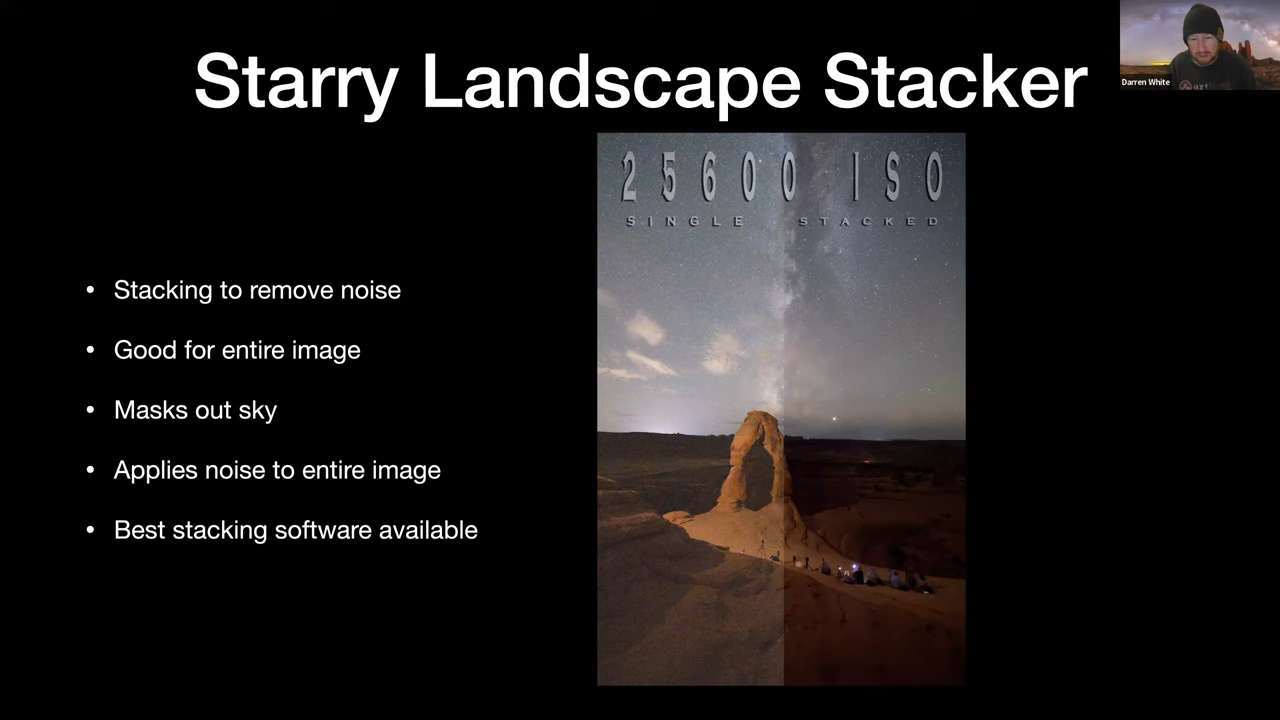 Starry Landscape Stacker
Darren White
art
25600 ISO
SINGLE STACKED
• Stacking to remove noise
• Good for entire image
• Masks out sky
• Applies noise to entire image
• Best stacking software available